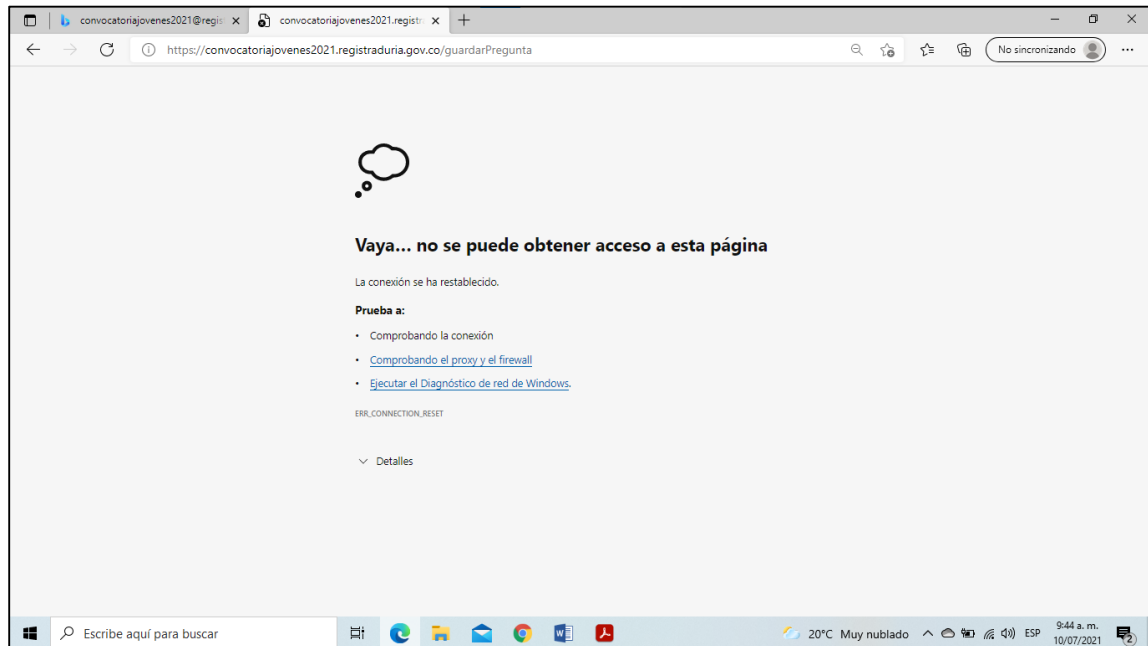 convocatoriajovenes2021@regis
convocatoriajovenes2021.registr
https://convocatoriajovenes2021.registraduria.gov.co/guardarPregunta
No sincronizando
Vaya... no se puede obtener acceso a esta página
La conexión se ha restablecido.
Prueba a:
• Comprobando la conexión
• Comprobando el proxy y el firewall
• Ejecutar el Diagnóstico de red de Windows.
ERR_CONNECTION_RESET
Detalles
Escribe aquí para buscar
20°C Muy nublado
ESP
9:44 a. m.
10/07/2021
2